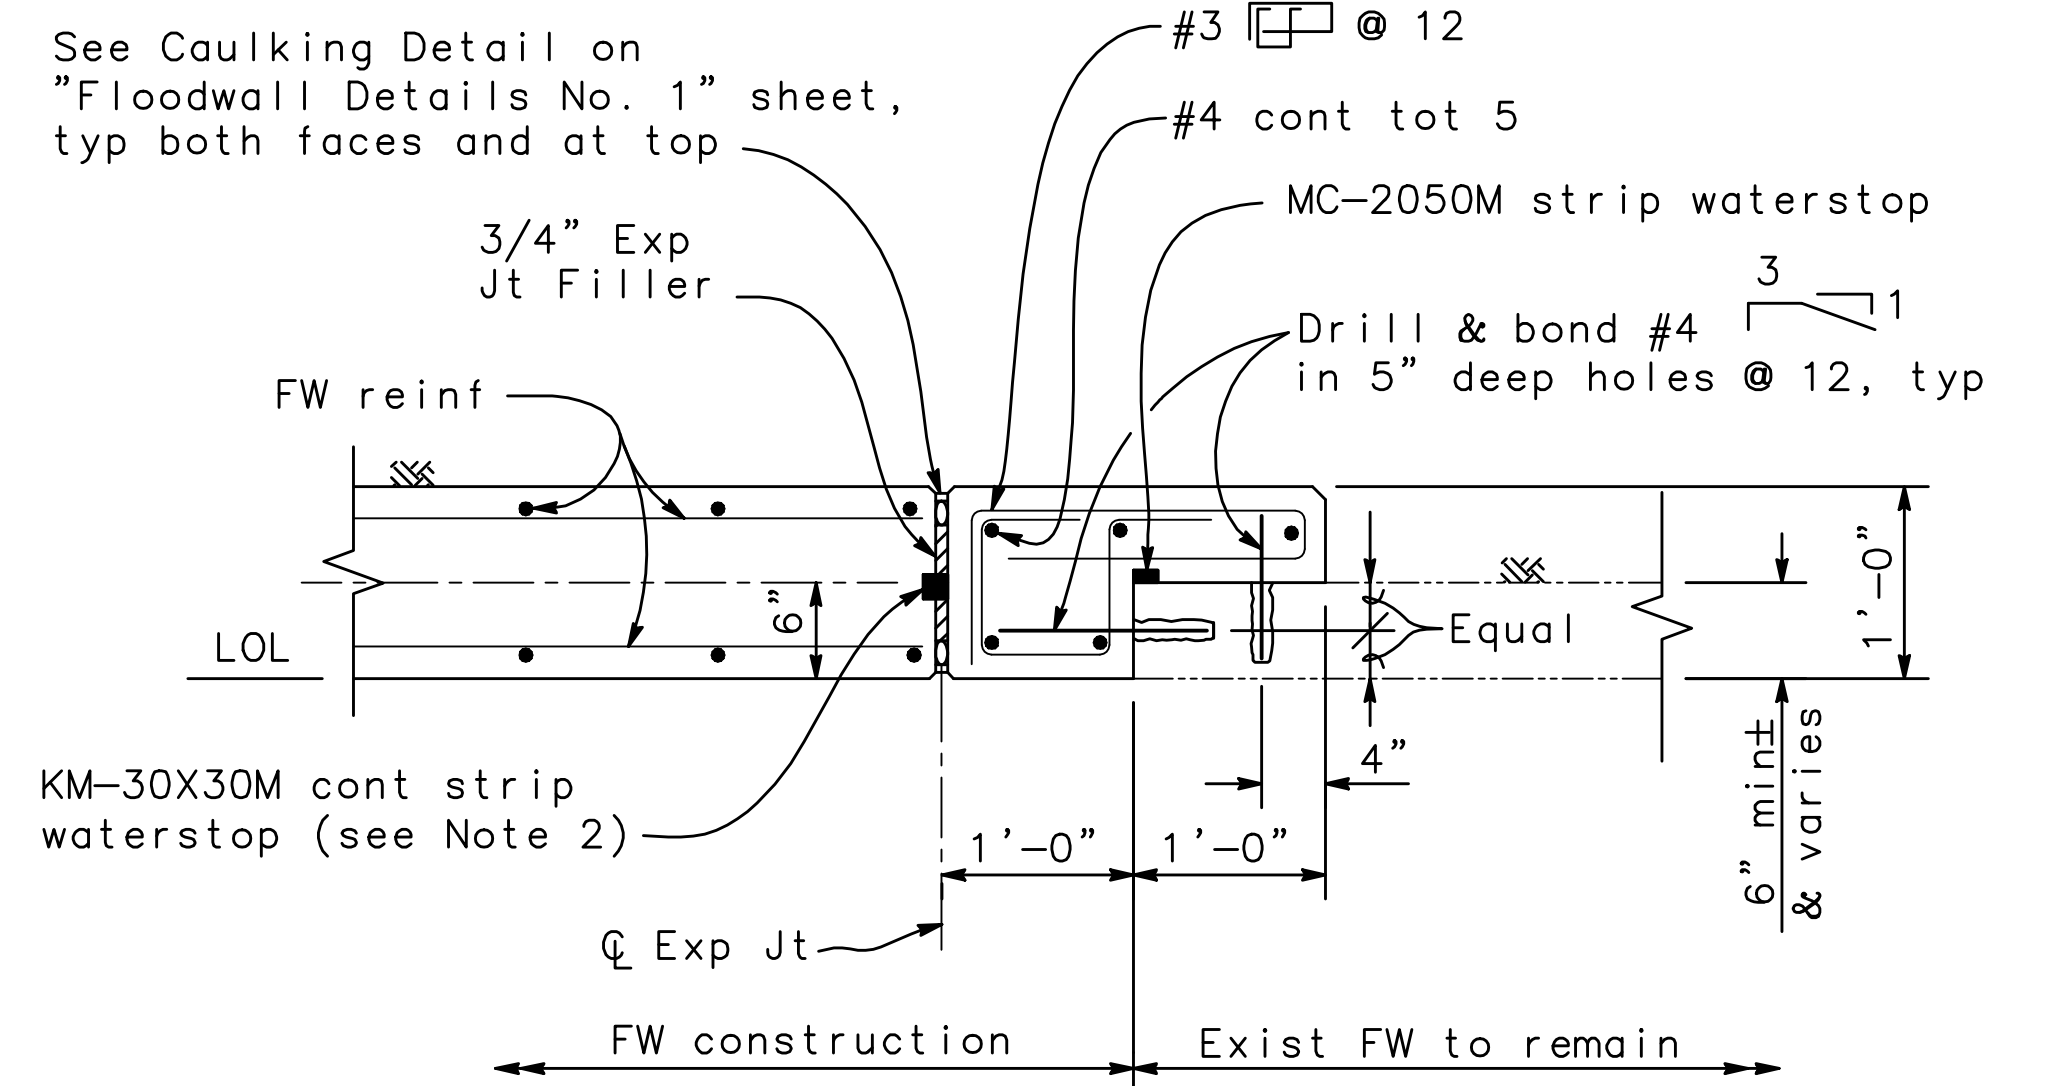 See Caulking Detail on
"Floodwall Details No. 1" sheet,
typ both faces and at top
#3 @ 12
#4 cont tot 5
MC-2050M strip waterstop
3/4" Exp
Jt Filler
3
1
Drill & bond #4
in 5" deep holes @ 12, typ
FW reinf
6"
LOL
Equal
1'-0"
4"
6" min±
& varies
KM-30X30M cont strip
waterstop (see Note 2)
1'-0"
1'-0"
℄ Exp Jt
FW construction
Exist FW to remain